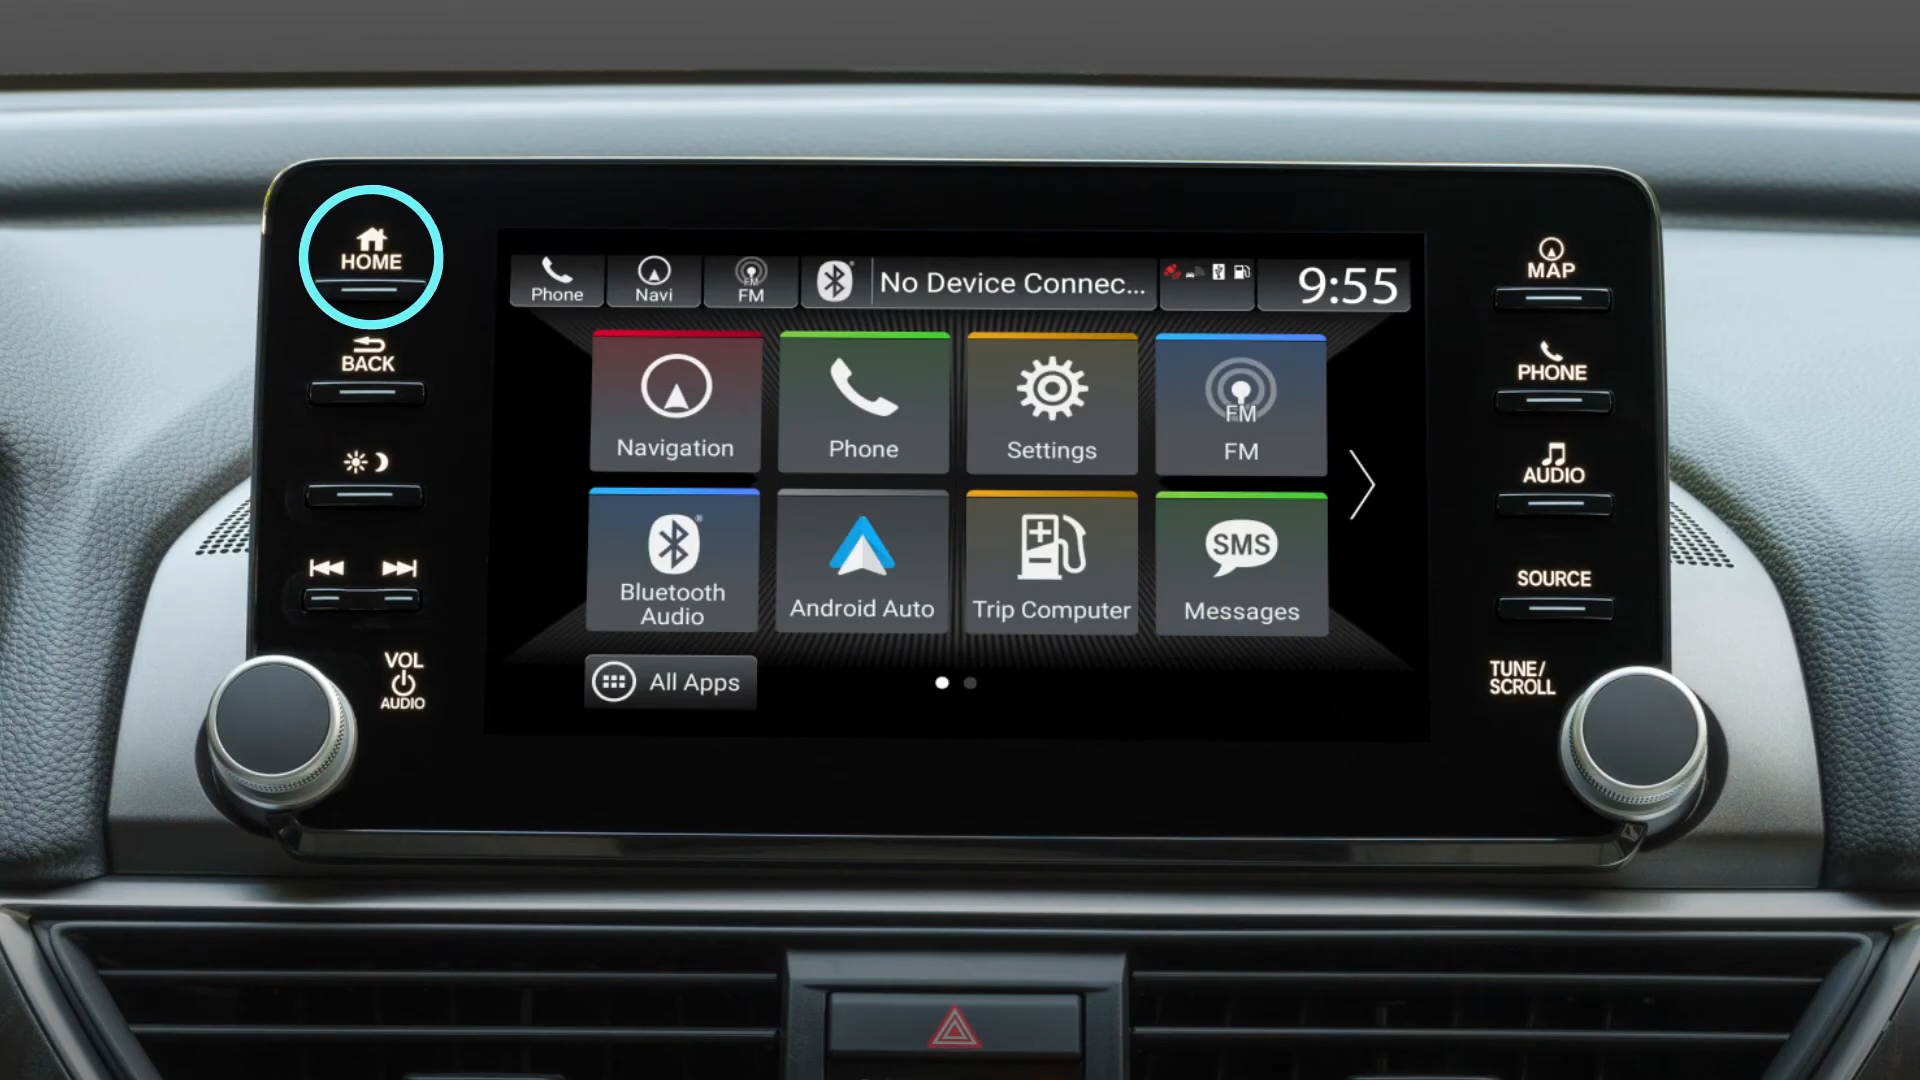 HOME
BACK
VOL
AUDIO
Phone
Navi
FM
FM
No Device Connec...
9:55
Navigation
Phone
Settings
FM
FM
Bluetooth
Audio
Android Auto
Trip Computer
SMS
Messages
All Apps
MAP
PHONE
AUDIO
SOURCE
TUNE/
SCROLL